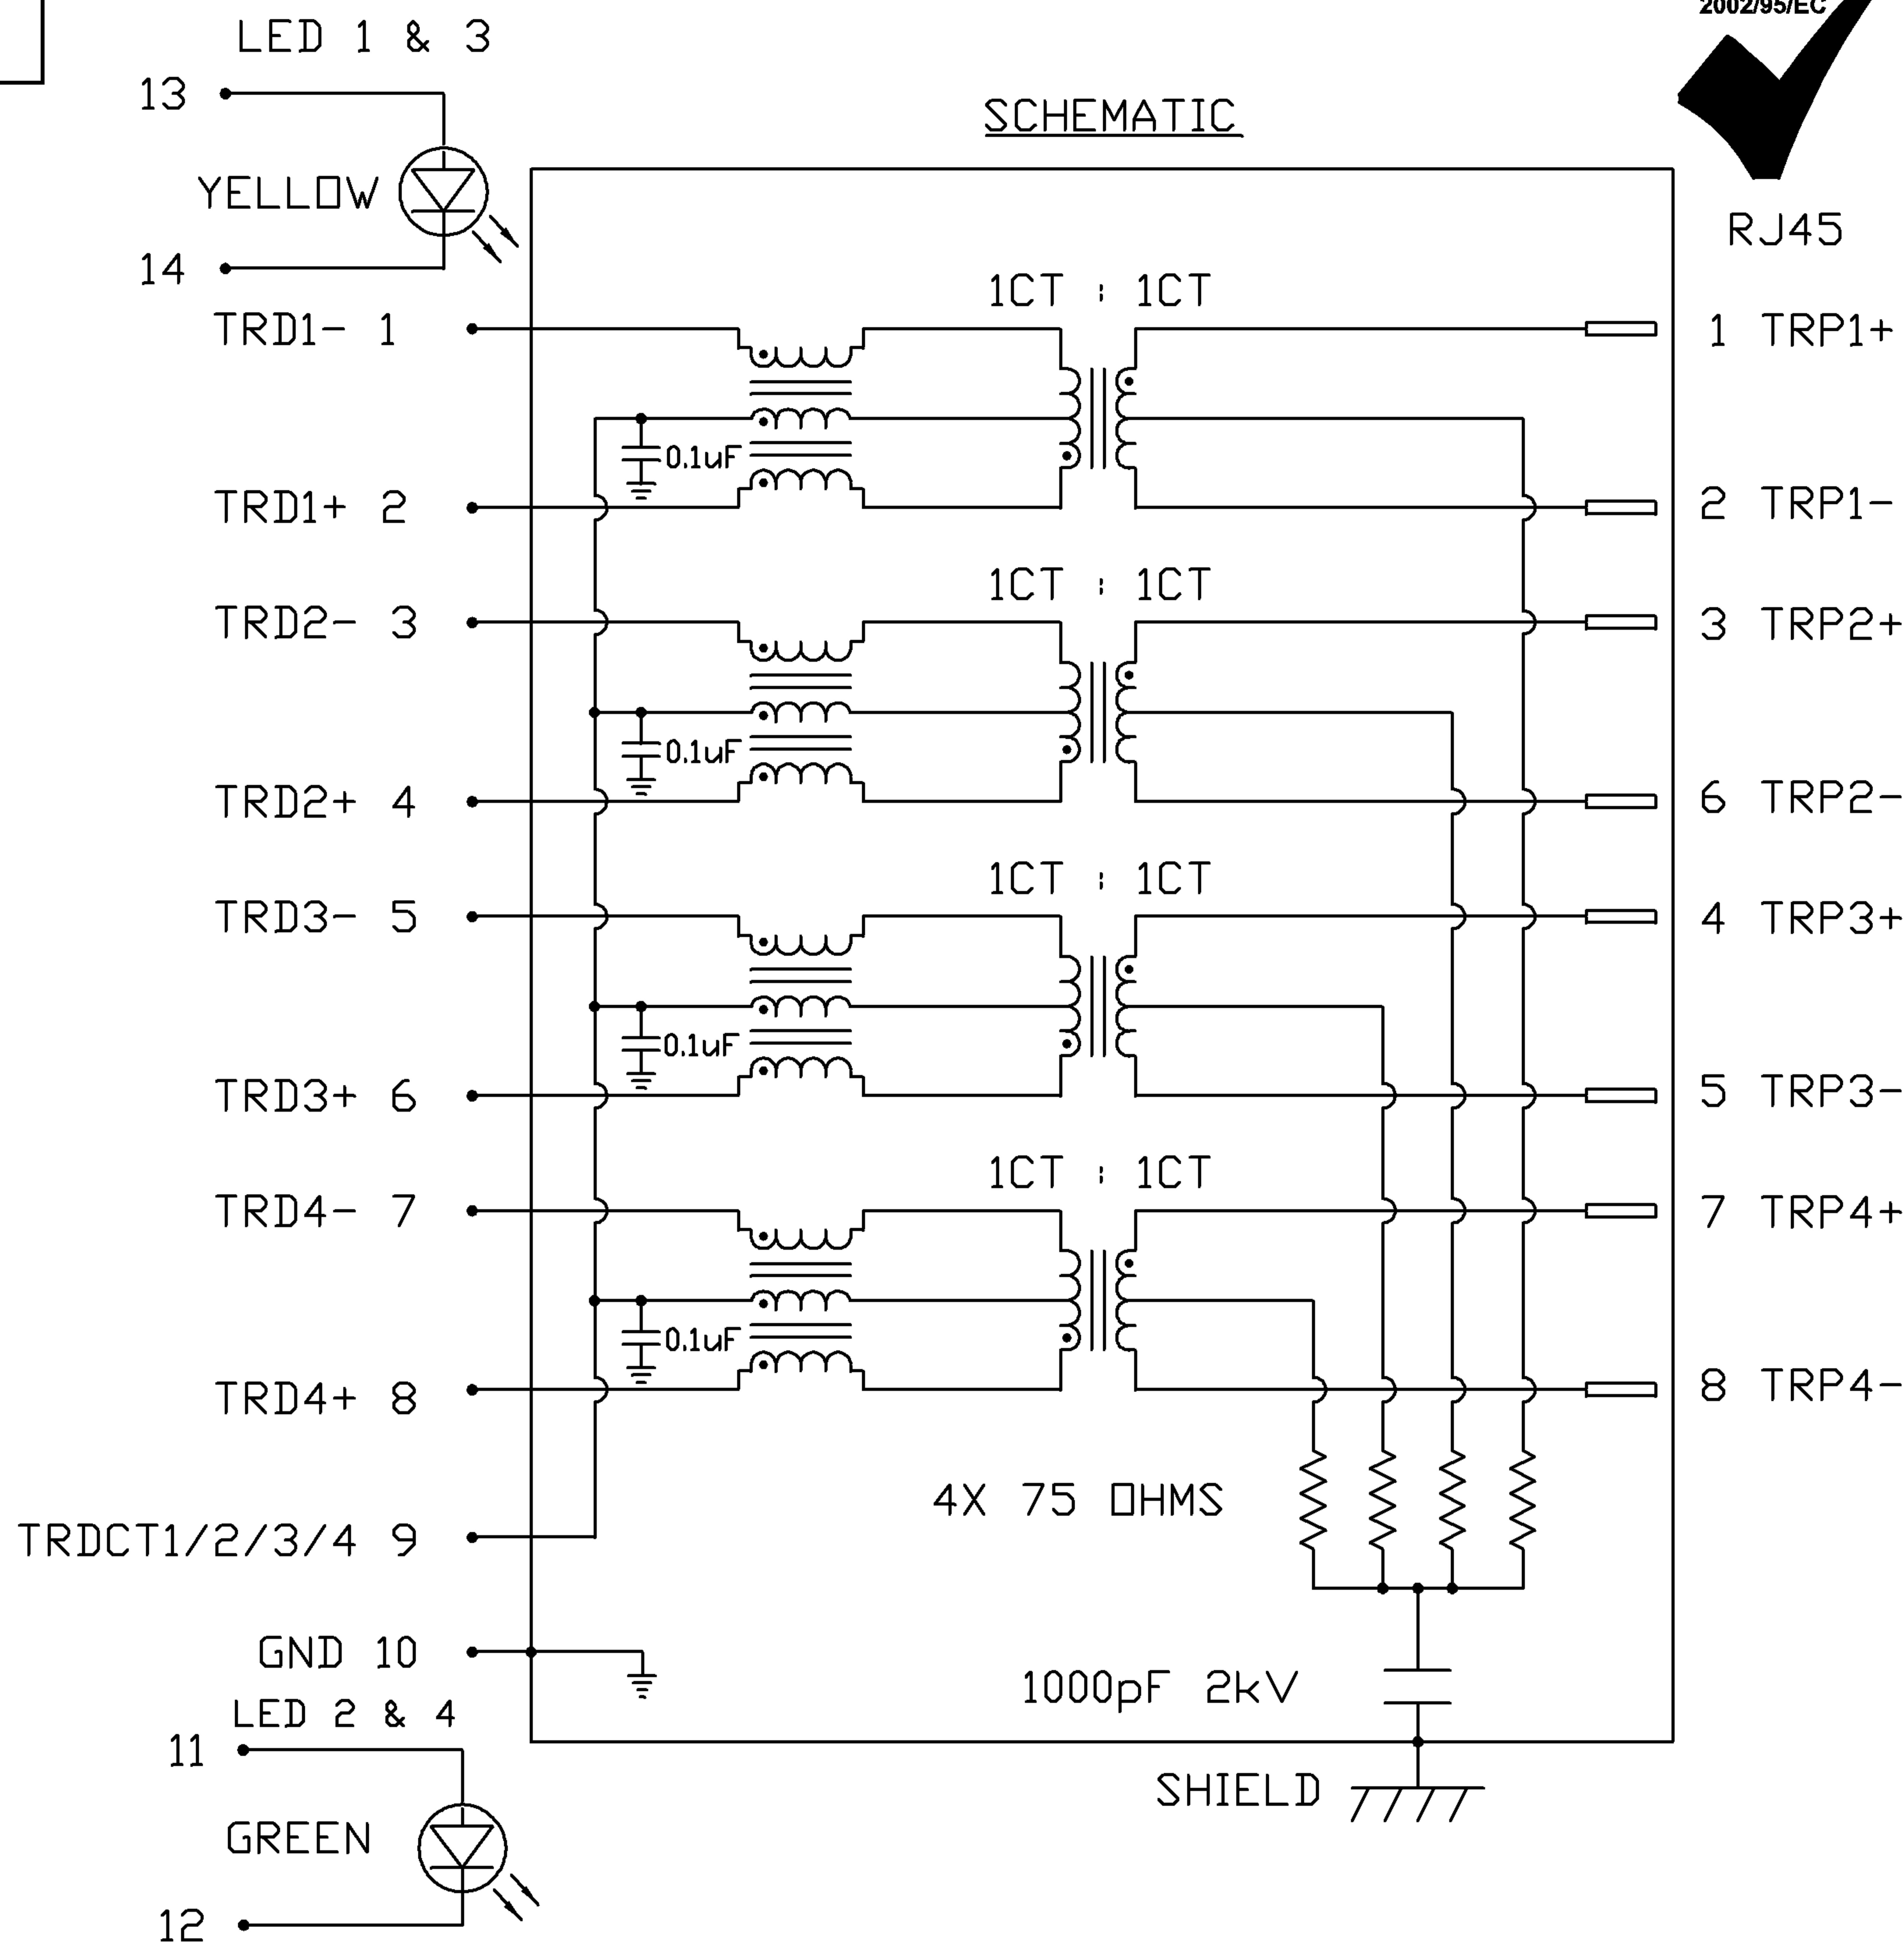 2002/95/EC
LED 1 & 3
13
SCHEMATIC
YELLOW
RJ45
14
1CT : 1CT
TRD1- 1
1 TRP1+
0.1uF
TRD1+ 2
2 TRP1-
1CT : 1CT
TRD2- 3
3 TRP2+
0.1uF
TRD2+ 4
6 TRP2-
1CT : 1CT
TRD3- 5
4 TRP3+
0.1uF
TRD3+ 6
5 TRP3-
1CT : 1CT
TRD4- 7
7 TRP4+
0.1uF
TRD4+ 8
8 TRP4-
4X 75 OHMS
TRDCT1/2/3/4 9
GND 10
1000pF 2kV
LED 2 & 4
11
SHIELD
GREEN
12